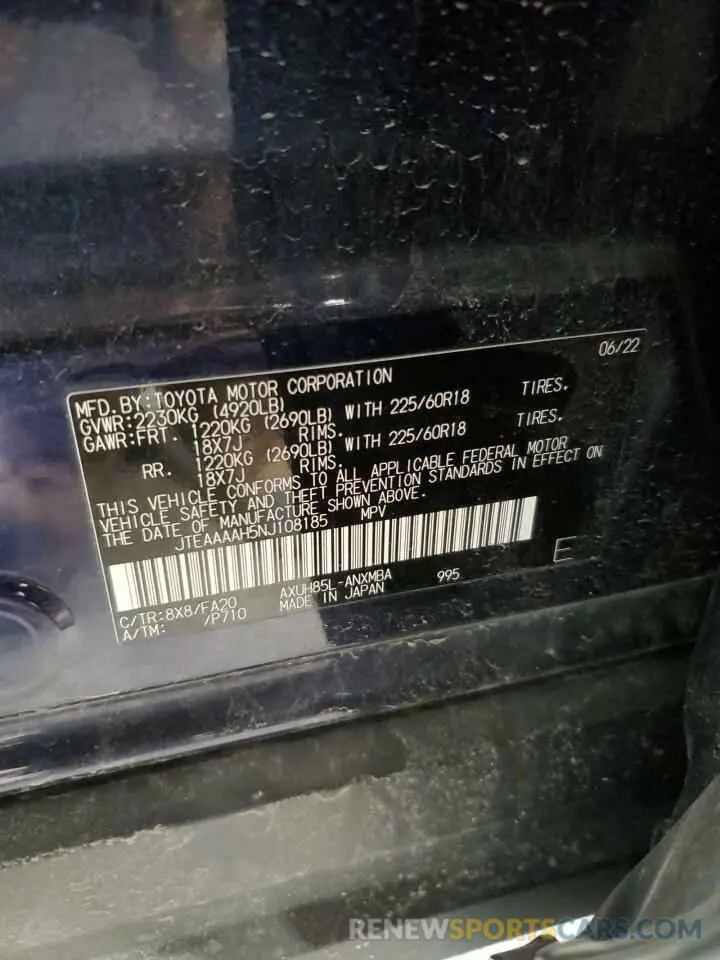 06/22
MFD. BY: TOYOTA MOTOR CORPORATION
GVWR: 2230KG (4920LB)
GAWR: FRT. 1220KG (2690LB) WITH 225/60R18 TIRES.
18X7J RIMS.
RR. 1220KG (2690LB) WITH 225/60R18 TIRES.
18X7J RIMS.
THIS VEHICLE CONFORMS TO ALL APPLICABLE FEDERAL MOTOR
VEHICLE SAFETY AND THEFT PREVENTION STANDARDS IN EFFECT ON
THE DATE OF MANUFACTURE SHOWN ABOVE.
JTEAAAAH5NJ108185 MPV
E
C/TR: 8X8/FA20 AXUH85L-ANXMBA 995
A/TM: /P710 MADE IN JAPAN
RENEWSPORTSCARS.COM